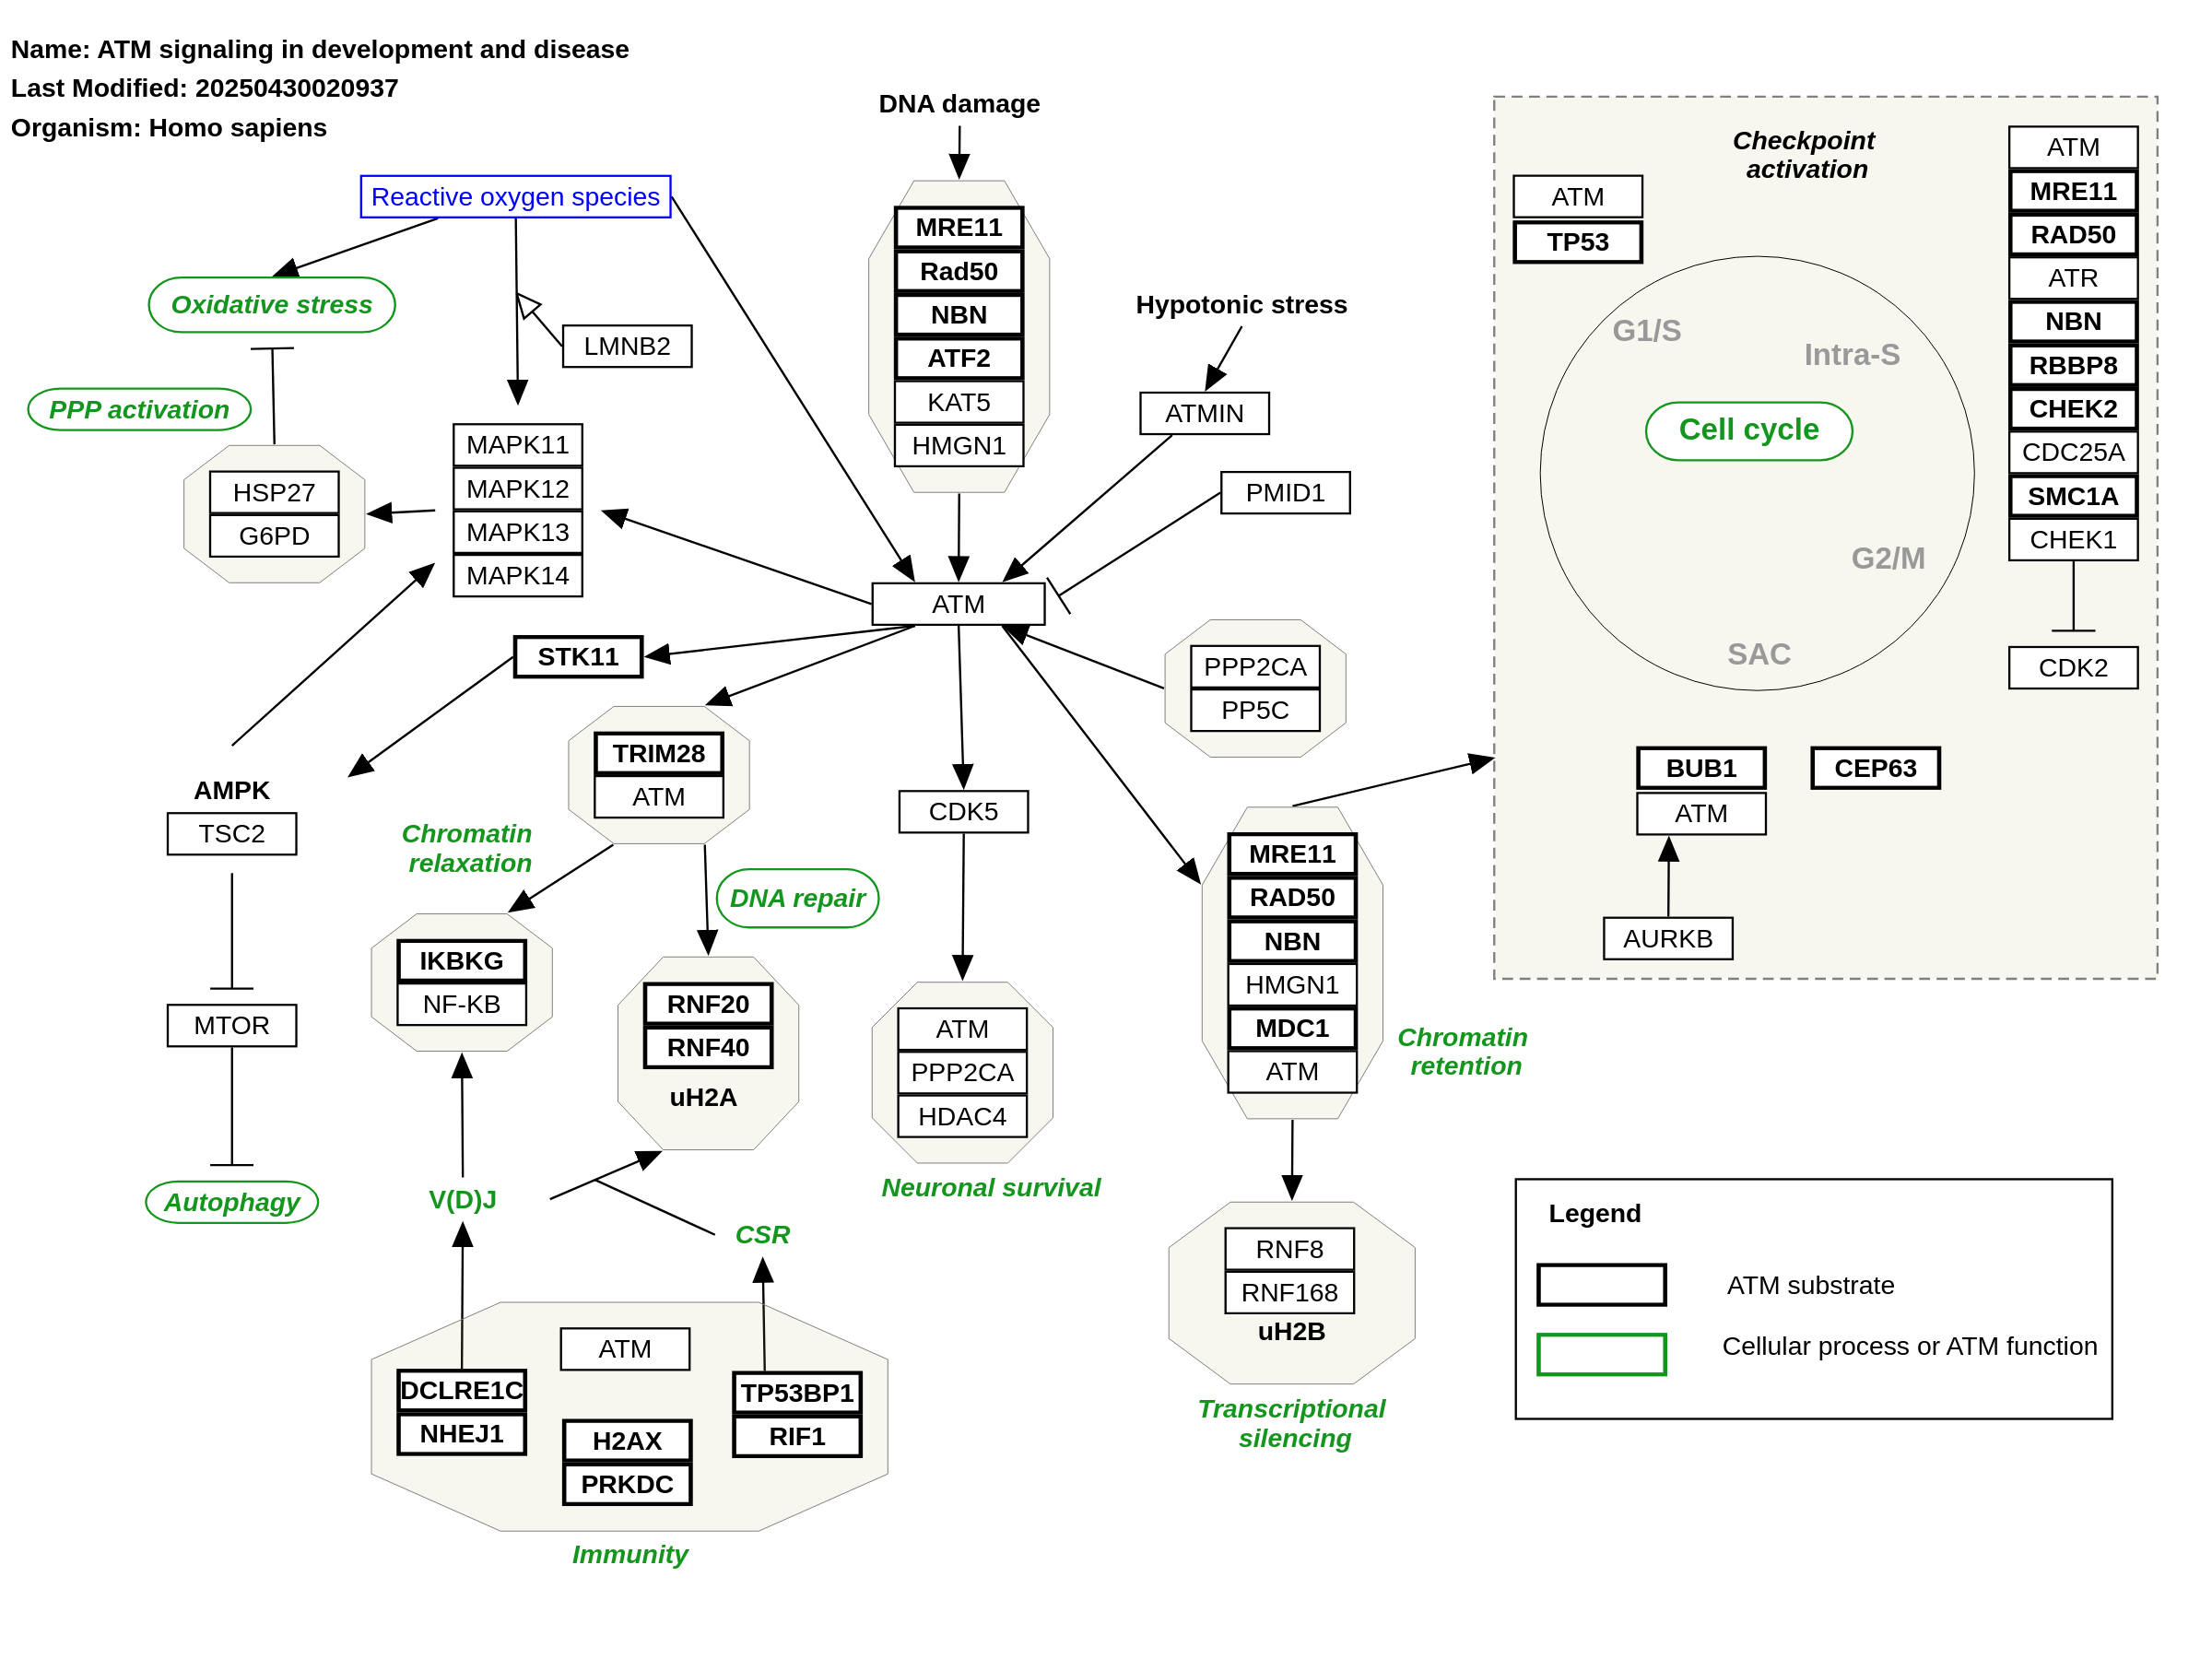 Name: ATM signaling in development and disease
Last Modified: 20250430020937
Organism: Homo sapiens
DNA damage
Reactive oxygen species
Oxidative stress
LMNB2
PPP activation
HSP27
G6PD
MAPK11
MAPK12
MAPK13
MAPK14
MRE11
Rad50
NBN
ATF2
KAT5
HMGN1
Hypotonic stress
ATMIN
PMID1
ATM
STK11
PPP2CA
PP5C
TRIM28
ATM
AMPK
TSC2
MTOR
Autophagy
Chromatin
relaxation
DNA repair
IKBKG
NF-KB
RNF20
RNF40
uH2A
CDK5
ATM
PPP2CA
HDAC4
Neuronal survival
V(D)J
CSR
ATM
DCLRE1C
NHEJ1
H2AX
PRKDC
TP53BP1
RIF1
Immunity
MRE11
RAD50
NBN
HMGN1
MDC1
ATM
Chromatin
retention
RNF8
RNF168
uH2B
Transcriptional
silencing
Checkpoint
activation
ATM
TP53
G1/S
Intra-S
Cell cycle
G2/M
SAC
ATM
MRE11
RAD50
ATR
NBN
RBBP8
CHEK2
CDC25A
SMC1A
CHEK1
CDK2
BUB1
ATM
CEP63
AURKB
Legend
ATM substrate
Cellular process or ATM function